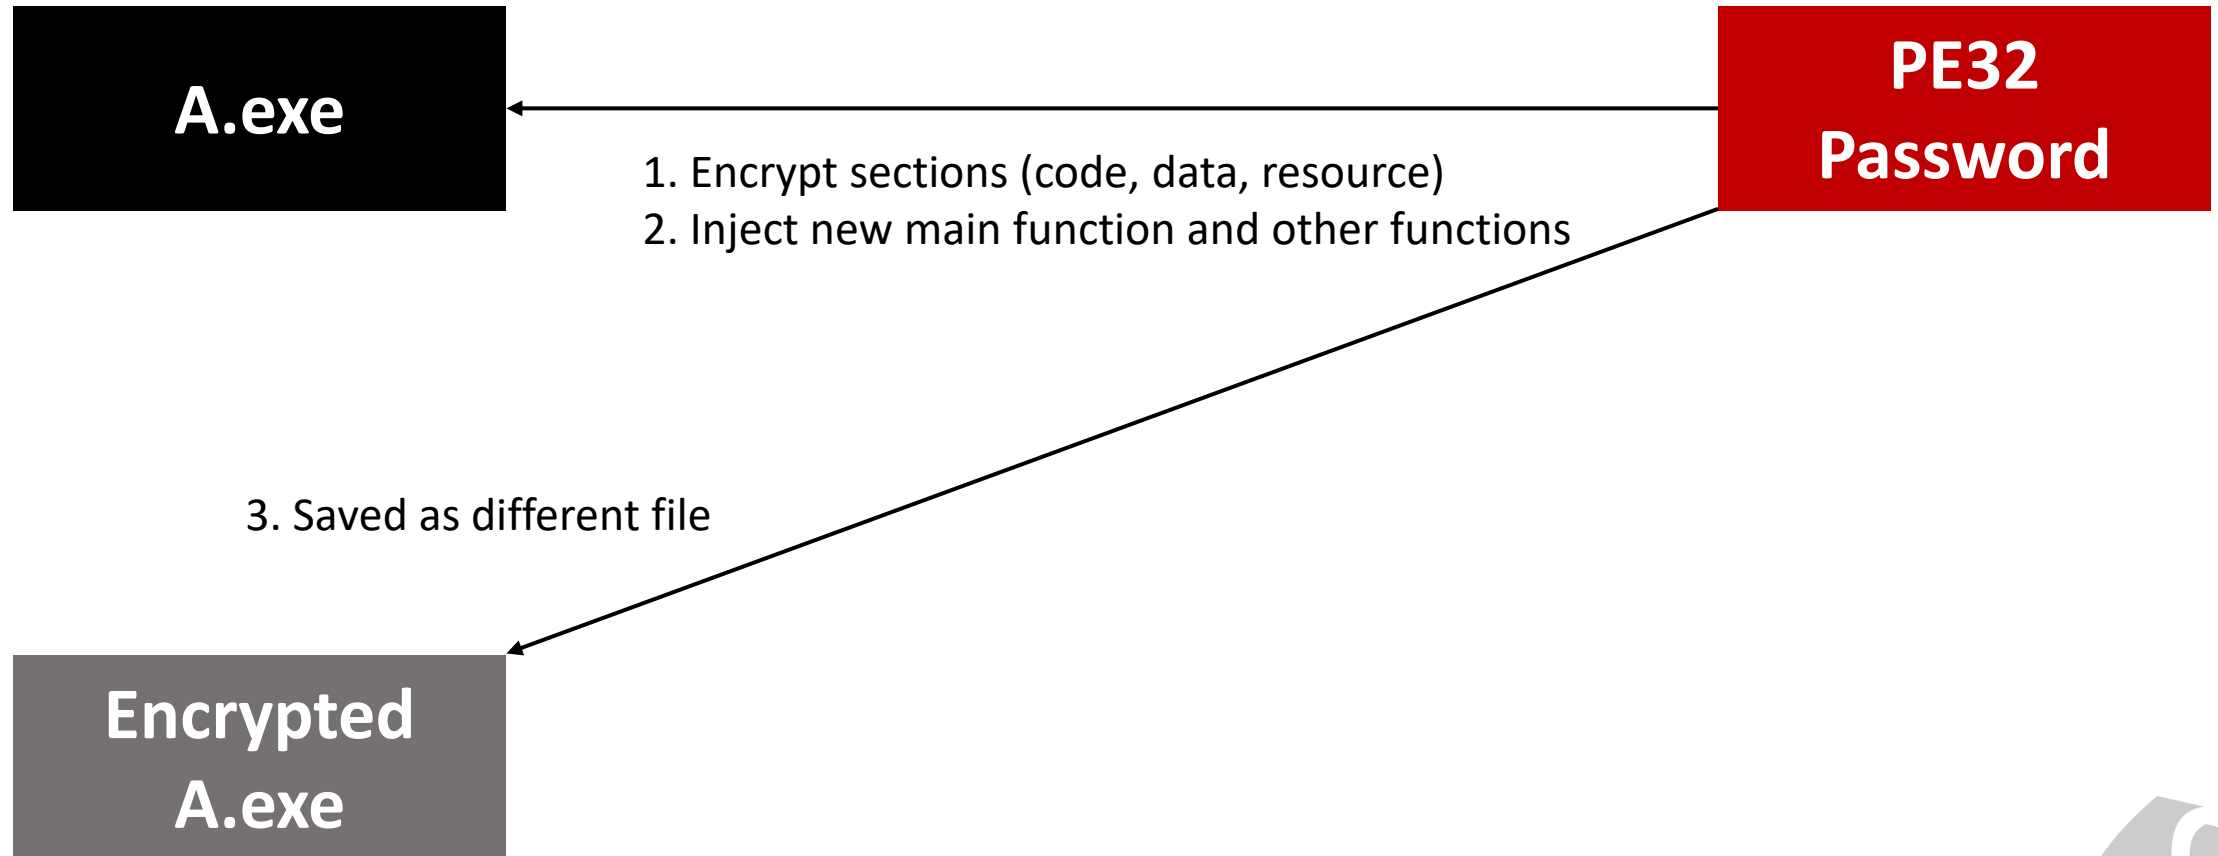 A.exe
PE32
Password
1. Encrypt sections (code, data, resource)
2. Inject new main function and other functions
3. Saved as different file
Encrypted
A.exe